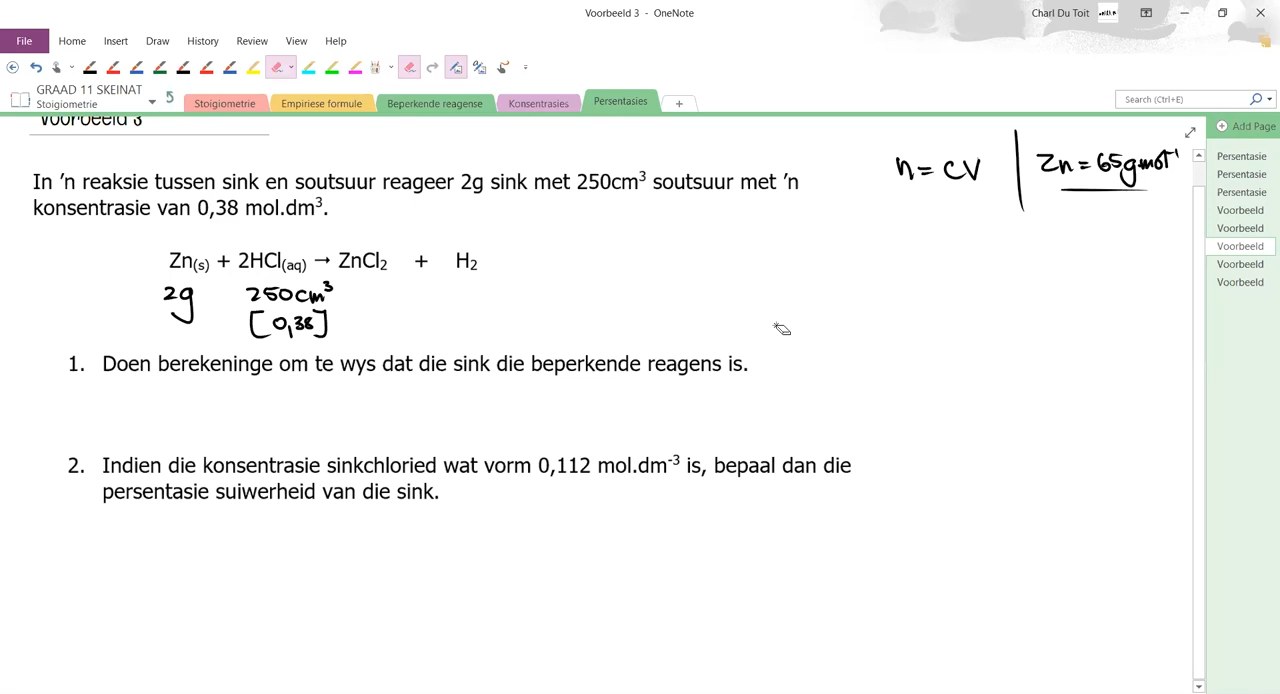 Voorbeeld 3 - OneNote
Charl Du Toit
File Home Insert Draw History Review View Help
GRAAD 11 SKEINAT
Stoigiometrie
Stoigiometrie Empiriese formule Beperkende reagense Konsentrasies Persentasies +
Search (Ctrl+E)
Add Page
Voorbeeld 3
n = cV
Zn = 65g mol-1
In 'n reaksie tussen sink en soutsuur reageer 2g sink met 250cm³ soutsuur met 'n
konsentrasie van 0,38 mol.dm³.
Zn(s) + 2HCl(aq) → ZnCl₂ + H₂
2g 250cm³
[0,38]
1. Doen berekeninge om te wys dat die sink die beperkende reagens is.
2. Indien die konsentrasie sinkchloried wat vorm 0,112 mol.dm⁻³ is, bepaal dan die
persentasie suiwerheid van die sink.
Persentasie
Persentasie
Persentasie
Voorbeeld
Voorbeeld
Voorbeeld
Voorbeeld
Voorbeeld